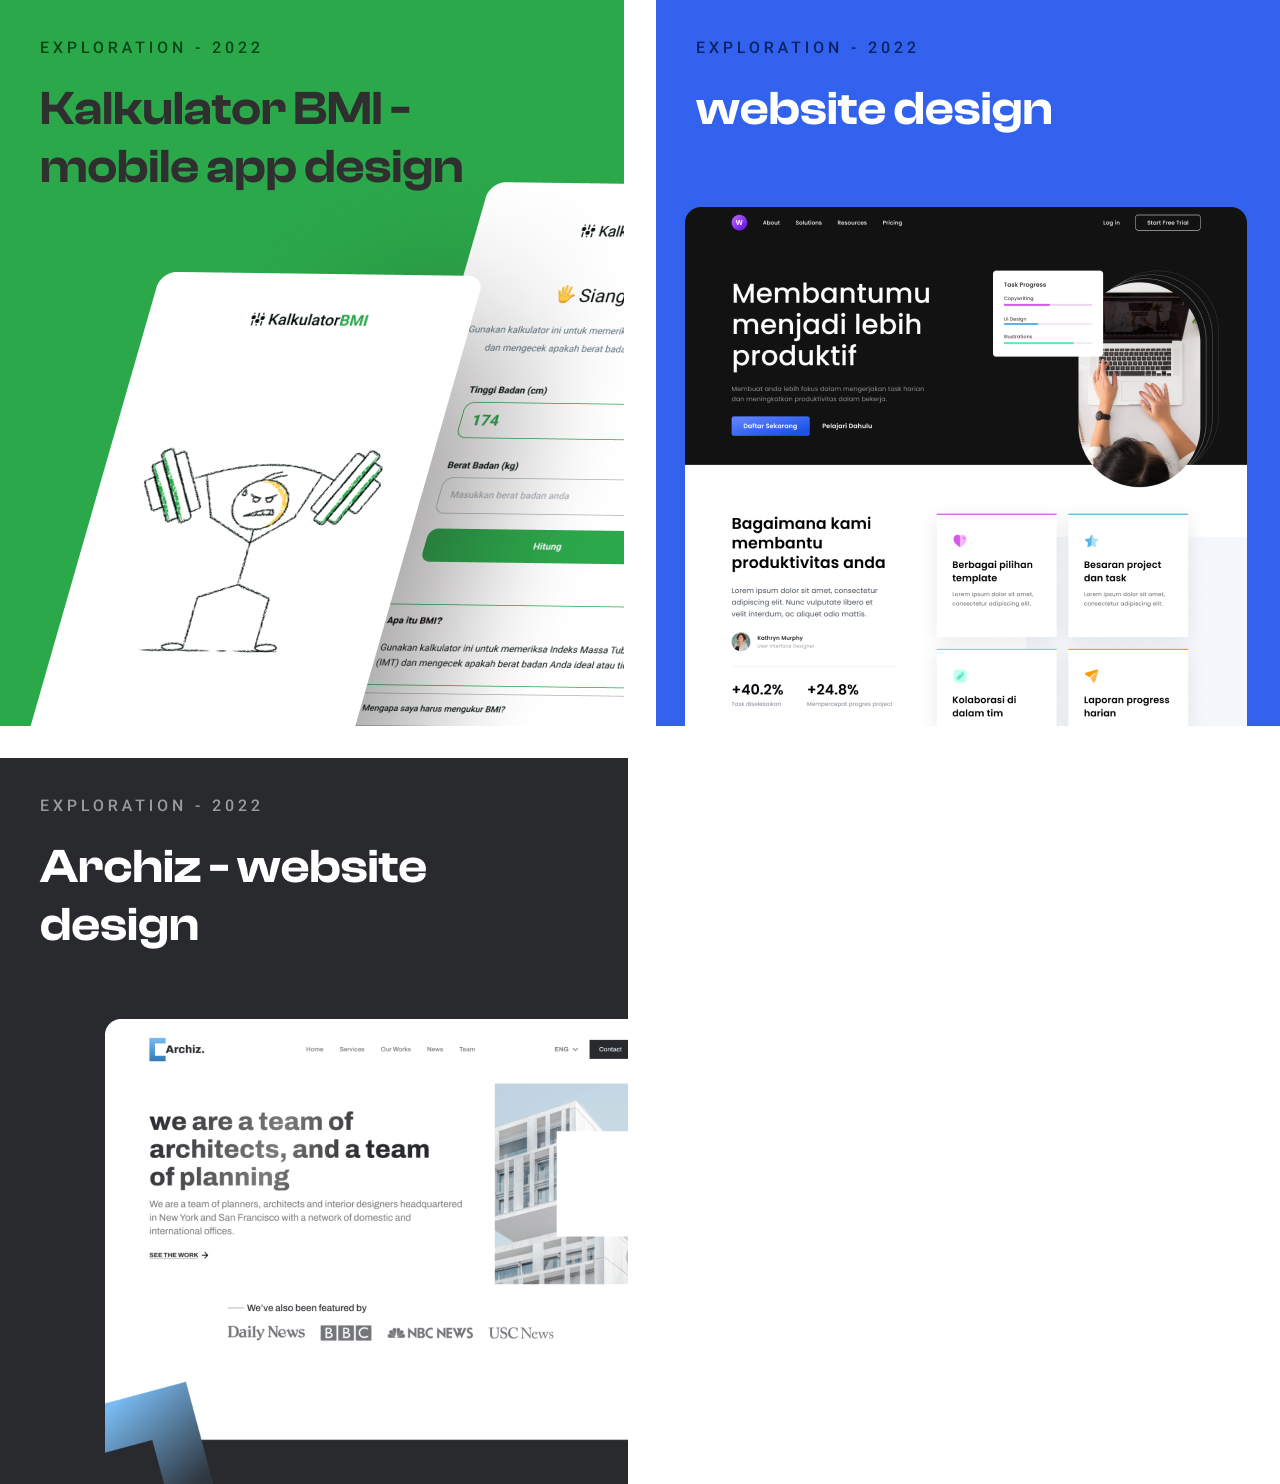 EXPLORATION - 2022
Kalkulator BMI -
mobile app design
KalkulatorBMI
Kalk
🖐 Siang
Gunakan kalkulator ini untuk memerik
dan mengecek apakah berat bada
Tinggi Badan (cm)
174
Berat Badan (kg)
Masukkan berat badan anda
Hitung
Apa itu BMI?
Gunakan kalkulator ini untuk memeriksa Indeks Massa Tub
(IMT) dan mengecek apakah berat badan Anda ideal atau ti
Mengapa saya harus mengukur BMI?
EXPLORATION - 2022
website design
W
About Solutions Resources Pricing
Log in
Start Free Trial
Membantumu
menjadi lebih
produktif
Membuat anda lebih fokus dalam mengerjakan task harian
dan meningkatkan produktivitas dalam bekerja.
Daftar Sekarang
Pelajari Dahulu
Task Progress
Copywriting
UI Design
Illustrations
Bagaimana kami
membantu
produktivitas anda
Lorem ipsum dolor sit amet, consectetur
adipiscing elit. Nunc vulputate libero et
velit interdum, ac aliquet odio mattis.
Kathryn Murphy
User Interface Designer
+40.2%
Task diselesaikan
+24.8%
Mempercepat progres project
Berbagai pilihan
template
Lorem ipsum dolor sit amet,
consectetur adipiscing elit.
Besaran project
dan task
Lorem ipsum dolor sit amet,
consectetur adipiscing elit.
Kolaborasi di
dalam tim
Laporan progress
harian
EXPLORATION - 2022
Archiz - website
design
Archiz.
Home Services Our Works News Team
ENG
Contact
we are a team of
architects, and a team
of planning
We are a team of planners, architects and interior designers headquartered
in New York and San Francisco with a network of domestic and
international offices.
SEE THE WORK
We've also been featured by
Daily News BBC NBC NEWS USC News